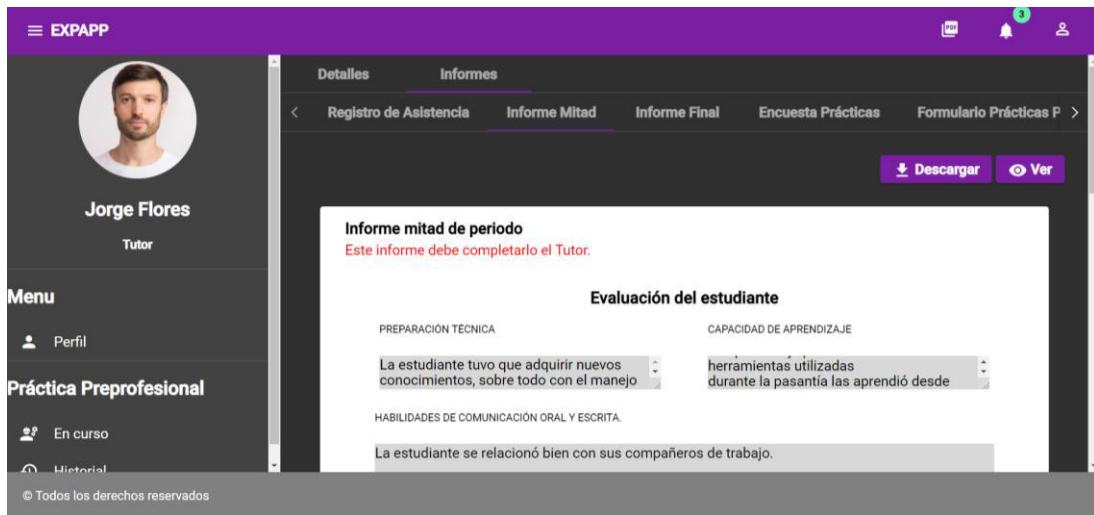 EXPAPP
PDF
3
Jorge Flores
Tutor
Menu
Perfil
Práctica Preprofesional
En curso
Historial
Detalles Informes
Registro de Asistencia Informe Mitad Informe Final Encuesta Prácticas Formulario Prácticas P
Descargar Ver
Informe mitad de periodo
Este informe debe completarlo el Tutor.
Evaluación del estudiante
PREPARACIÓN TÉCNICA
La estudiante tuvo que adquirir nuevos
conocimientos, sobre todo con el manejo
CAPACIDAD DE APRENDIZAJE
herramientas utilizadas
durante la pasantía las aprendió desde
HABILIDADES DE COMUNICACIÓN ORAL Y ESCRITA.
La estudiante se relacionó bien con sus compañeros de trabajo.
© Todos los derechos reservados